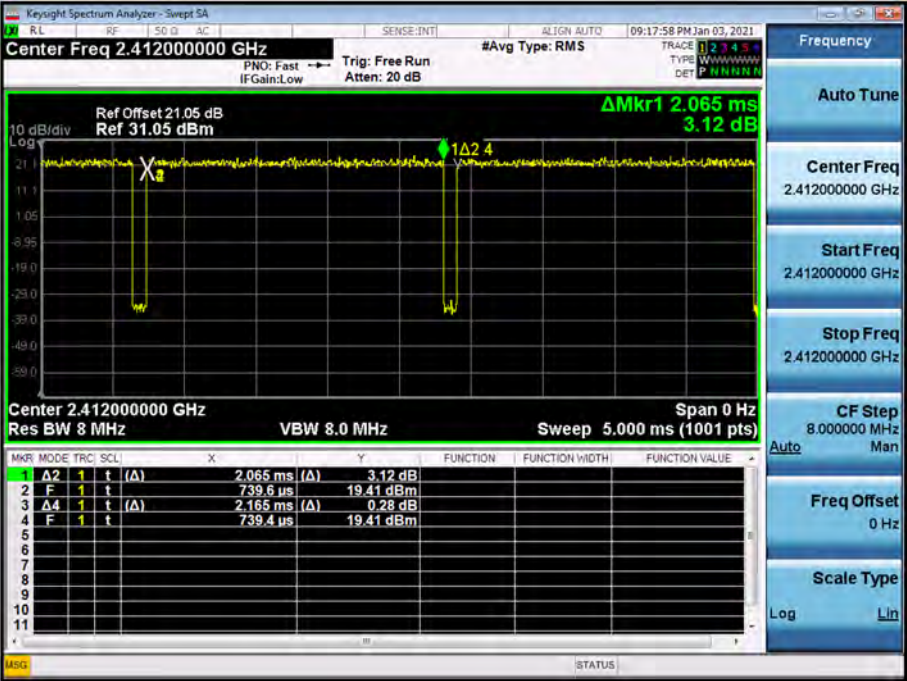 Keysight Spectrum Analyzer - Swept SA
RL RF 50 Ω AC SENSE:INT ALIGN AUTO 09:17:58 PM Jan 03, 2021
Center Freq 2.412000000 GHz
PNO: Fast
IFGain:Low
Trig: Free Run
Atten: 20 dB
#Avg Type: RMS
TRACE 1 2 3 4 5
TYPE WWWWWW
DET P N N N N N
Ref Offset 21.05 dB
10 dB/div Ref 31.05 dBm
Log
ΔMkr1 2.065 ms
3.12 dB
1Δ2 4
21.1
11.1
1.05
-8.95
-19.0
-29.0
-39.0
-49.0
-59.0
Center 2.412000000 GHz Span 0 Hz
Res BW 8 MHz VBW 8.0 MHz Sweep 5.000 ms (1001 pts)
MKR MODE TRC SCL X Y FUNCTION FUNCTION WIDTH FUNCTION VALUE
1 Δ2 1 t (Δ) 2.065 ms (Δ) 3.12 dB
2 F 1 t 739.6 µs 19.41 dBm
3 Δ4 1 t (Δ) 2.165 ms (Δ) 0.28 dB
4 F 1 t 739.4 µs 19.41 dBm
5
6
7
8
9
10
11
MSG STATUS
Frequency
Auto Tune
Center Freq
2.412000000 GHz
Start Freq
2.412000000 GHz
Stop Freq
2.412000000 GHz
CF Step
8.000000 MHz
Auto Man
Freq Offset
0 Hz
Scale Type
Log Lin